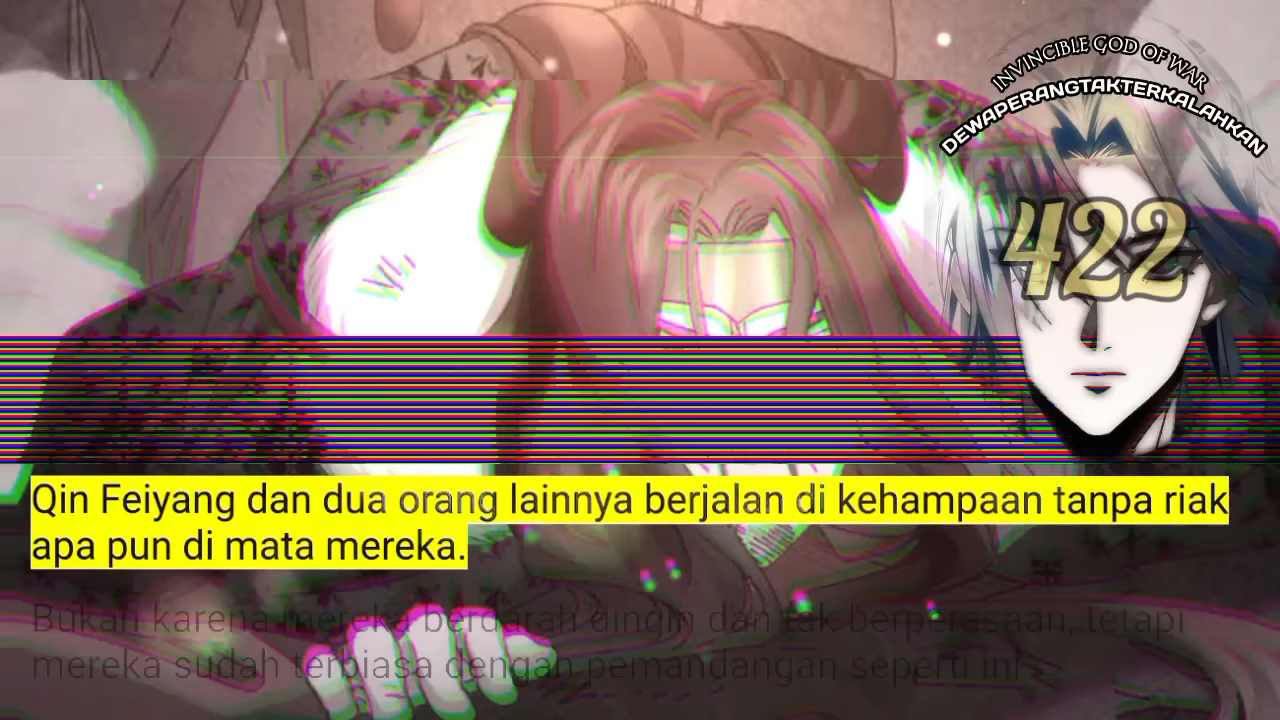 INVINCIBLE GOD OF WAR
DEWAPERANGTAKTERKALAHKAN
422
Qin Feiyang dan dua orang lainnya berjalan di kehampaan tanpa riak
apa pun di mata mereka.
Bukan karena mereka berdarah dingin dan tak berperasaan, tetapi
mereka sudah terbiasa dengan pemandangan seperti ini